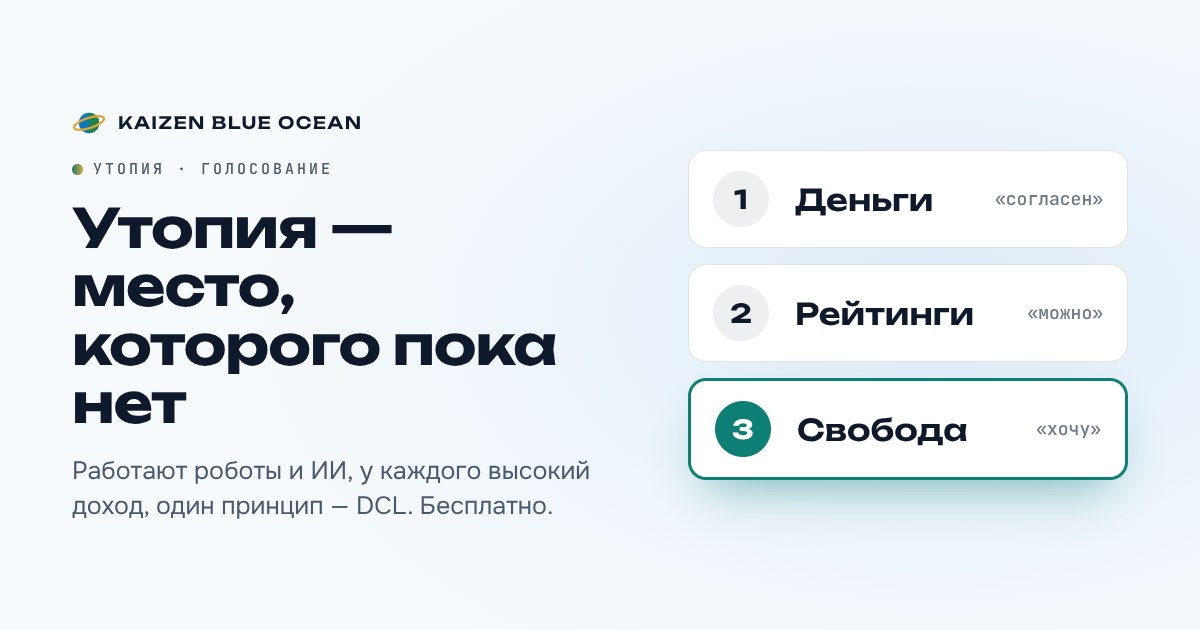 KAIZEN BLUE OCEAN
УТОПИЯ · ГОЛОСОВАНИЕ
Утопия —
место,
которого пока
нет
Работают роботы и ИИ, у каждого высокий
доход, один принцип — DCL. Бесплатно.
1 Деньги «согласен»
2 Рейтинги «можно»
3 Свобода «хочу»